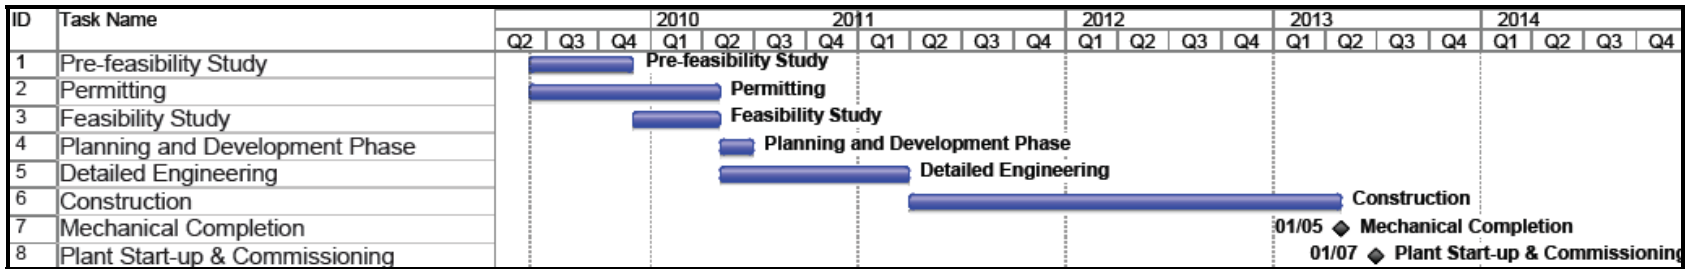 ID Task Name 2010 2011 2012 2013 2014
Q2 Q3 Q4 Q1 Q2 Q3 Q4 Q1 Q2 Q3 Q4 Q1 Q2 Q3 Q4 Q1 Q2 Q3 Q4 Q1 Q2 Q3 Q4
1 Pre-feasibility Study Pre-feasibility Study
2 Permitting Permitting
3 Feasibility Study Feasibility Study
4 Planning and Development Phase Planning and Development Phase
5 Detailed Engineering Detailed Engineering
6 Construction Construction
7 Mechanical Completion 01/05 Mechanical Completion
8 Plant Start-up & Commissioning 01/07 Plant Start-up & Commissioning